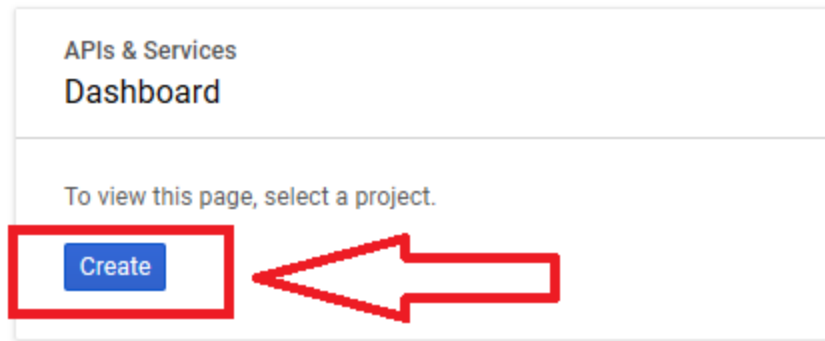 APIs & Services
Dashboard
To view this page, select a project.
Create